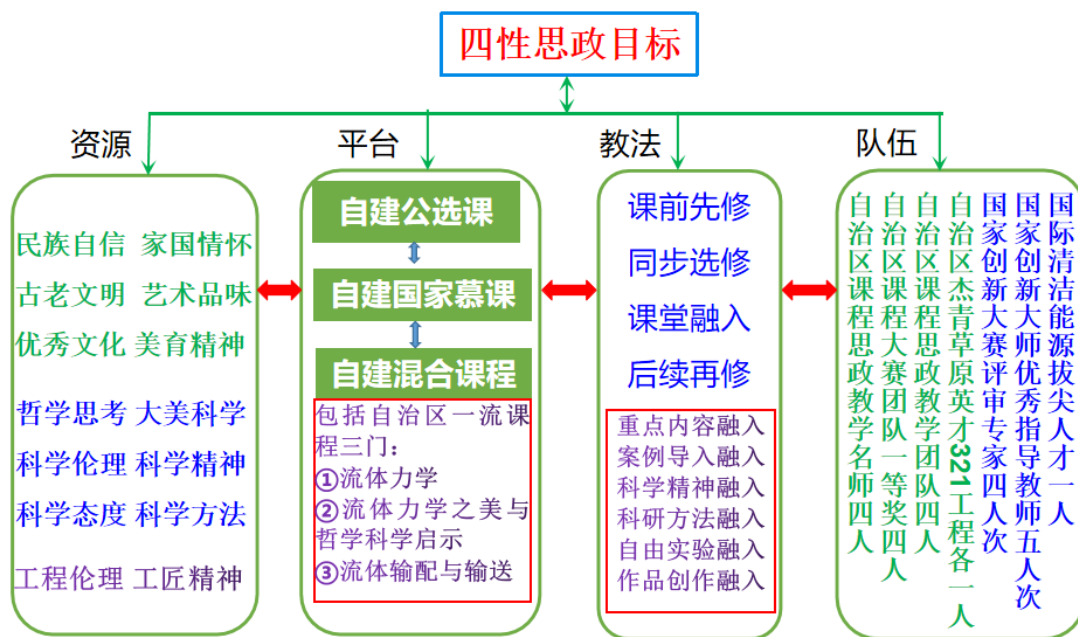 四性思政目标
资源
民族自信 家国情怀
古老文明 艺术品味
优秀文化 美育精神
哲学思考 大美科学
科学伦理 科学精神
科学态度 科学方法
工程伦理 工匠精神
平台
自建公选课
自建国家慕课
自建混合课程
包括自治区一流课
程三门：
①流体力学
②流体力学之美与
哲学科学启示
③流体输配与输送
教法
课前先修
同步选修
课堂融入
后续再修
重点内容融入
案例导入融入
科学精神融入
科研方法融入
自由实验融入
作品创作融入
队伍
自治区课程思政教学名师四人
自治区课程大赛团队一等奖四人
自治区课程思政教学团队四人
自治区杰青草原英才321工程各一人
国家创新大赛评审专家四人次
国家创新大师优秀指导教师五人次
国际清洁能源拔尖人才一人